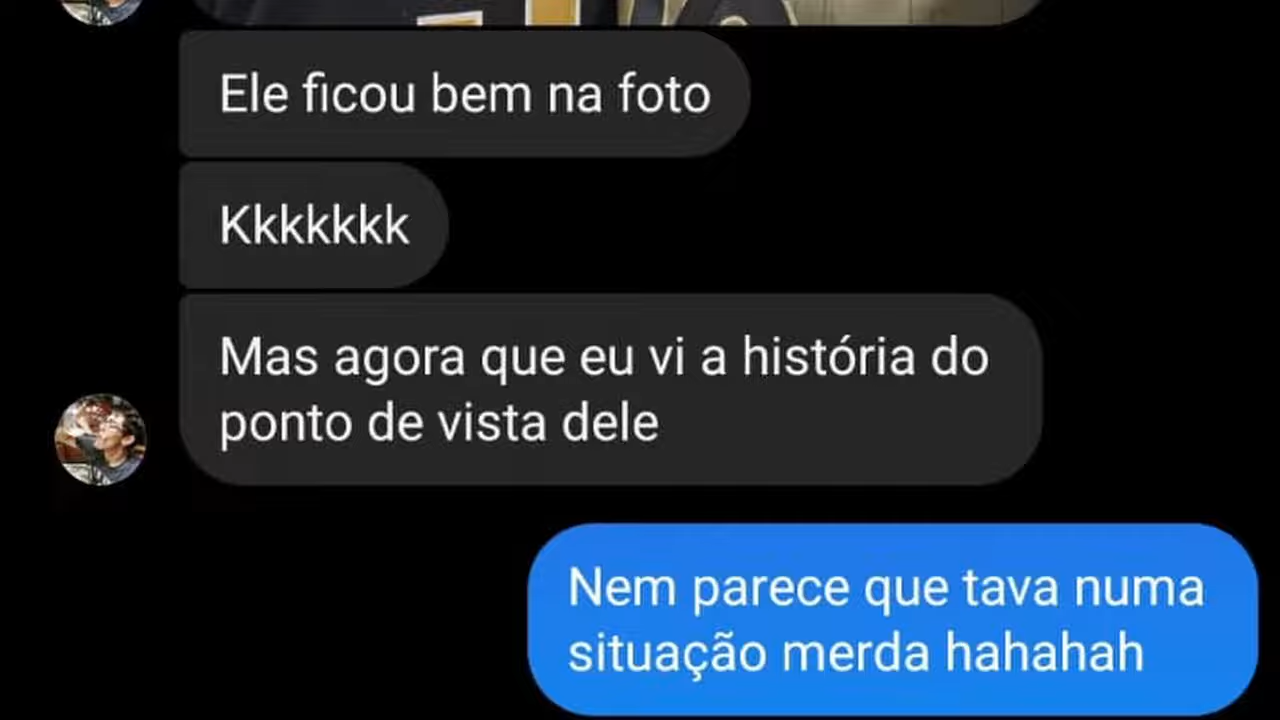 Ele ficou bem na foto
Kkkkkkk
Mas agora que eu vi a história do
ponto de vista dele
Nem parece que tava numa
situação merda hahahah